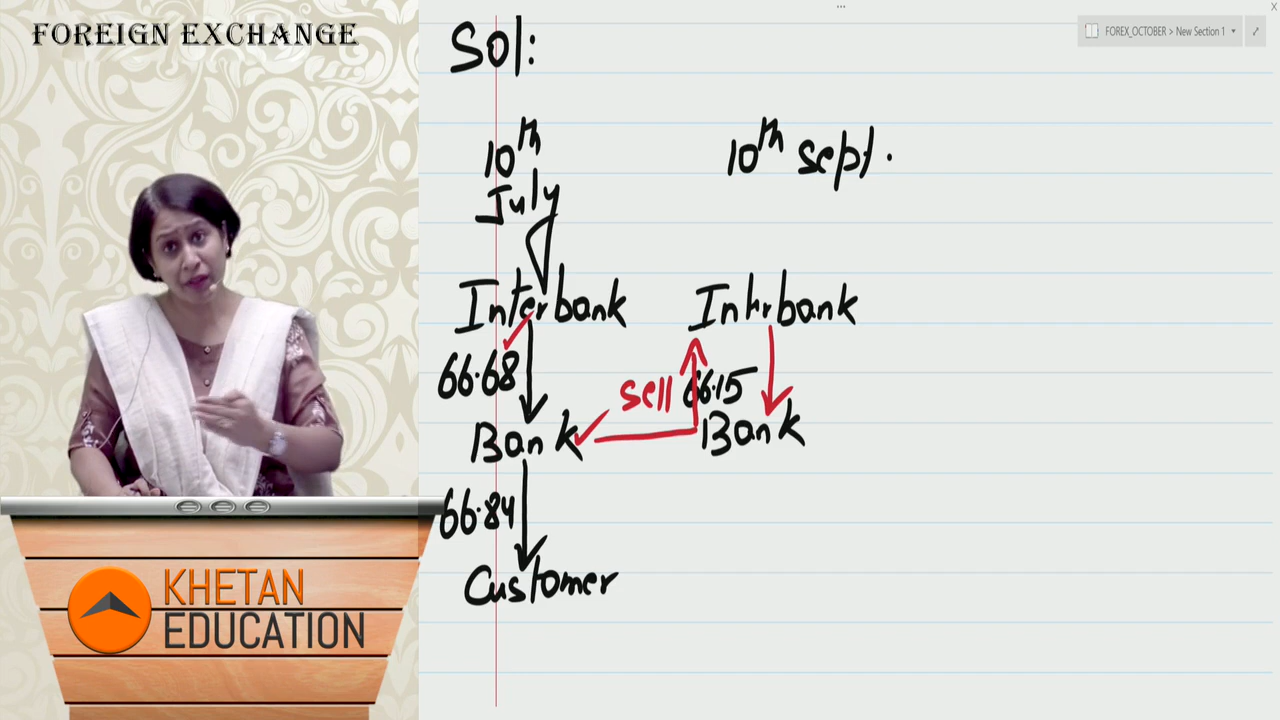 FOREIGN EXCHANGE
FOREX_OCTOBER > New Section 1
Sol:
10th
July
10th sept.
Interbank
Intrbank
66.68
sell
66.15
Bank
Bank
66.84
Customer
KHETAN
EDUCATION